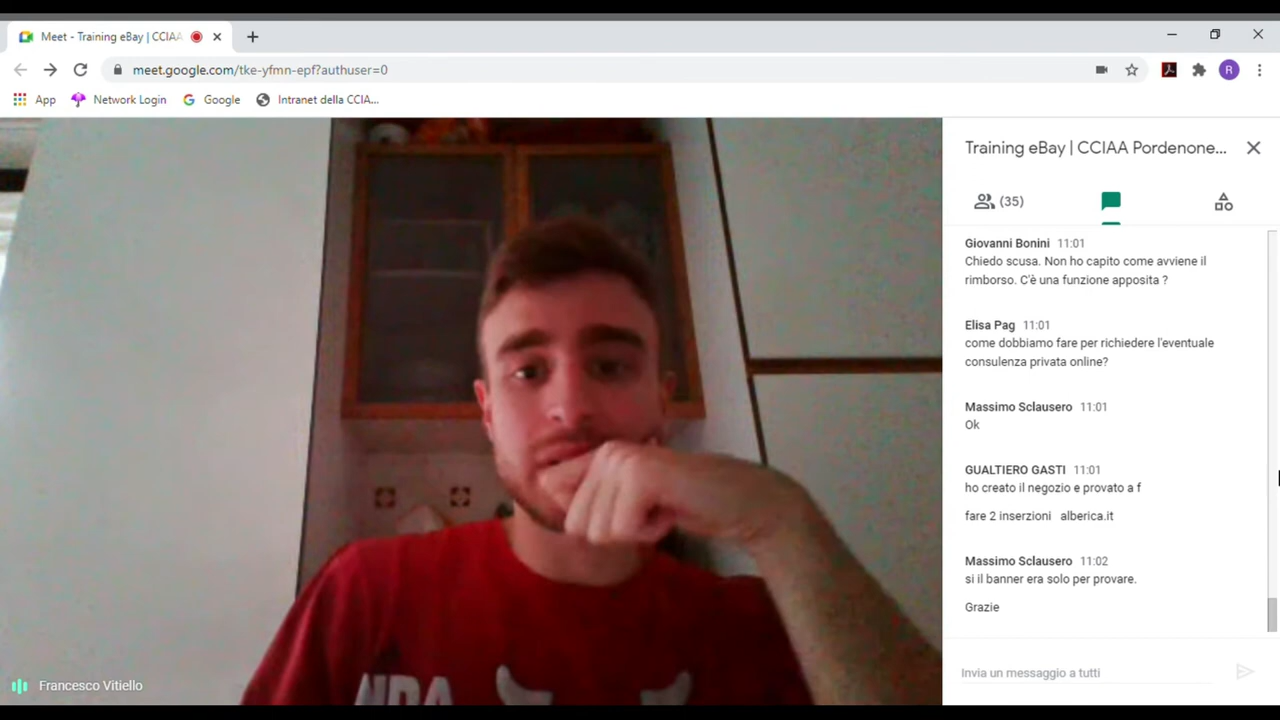 Meet - Training eBay | CCIAA
meet.google.com/tke-yfmn-epf?authuser=0
R
App
Network Login
Google
Intranet della CCIA...
Training eBay | CCIAA Pordenone...
(35)
Giovanni Bonini 11:01
Chiedo scusa. Non ho capito come avviene il
rimborso. C'è una funzione apposita ?
Elisa Pag 11:01
come dobbiamo fare per richiedere l'eventuale
consulenza privata online?
Massimo Sclausero 11:01
Ok
GUALTIERO GASTI 11:01
ho creato il negozio e provato a f
fare 2 inserzioni alberica.it
Massimo Sclausero 11:02
si il banner era solo per provare.
Grazie
Invia un messaggio a tutti
Francesco Vitiello